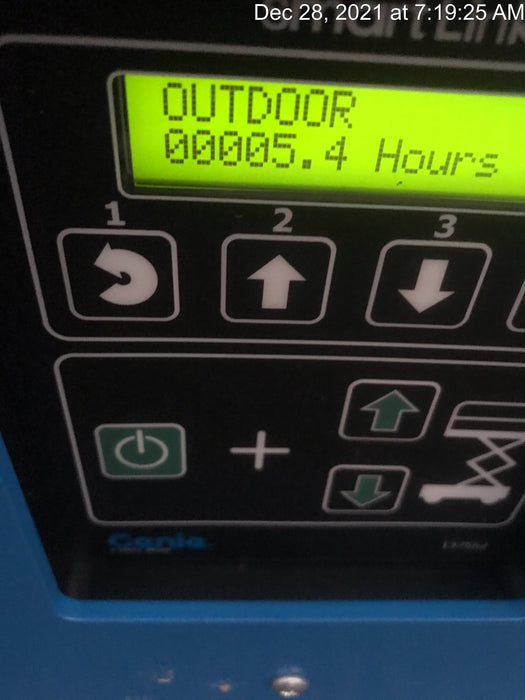 Dec 28, 2021 at 7:19:25 AM
OUTDOOR
00005.4 Hours
1
2
3
Genie